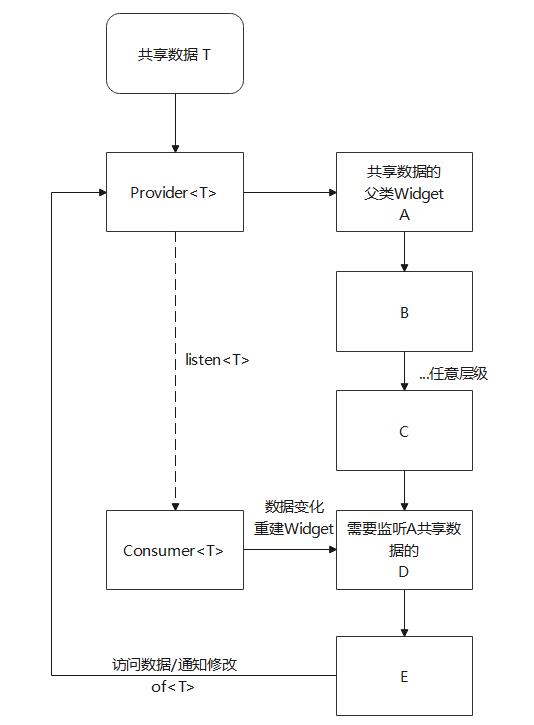 共享数据 T
Provider<T>
共享数据的
父类Widget
A
B
listen<T>
...任意层级
C
数据变化
重建Widget
Consumer<T>
需要监听A共享数
据的
D
访问数据/通知修改
of<T>
E